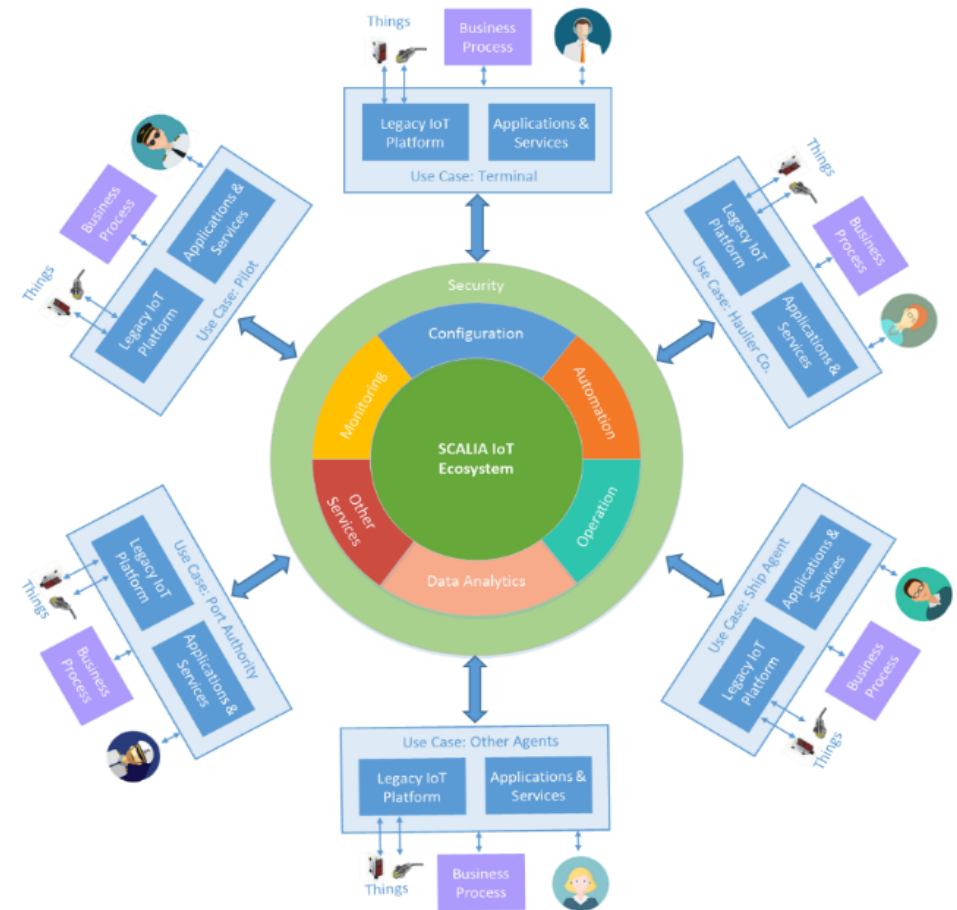 Things
Business
Process
Legacy IoT
Platform
Applications &
Services
Use Case: Terminal
Business
Process
Things
Applications &
Services
Legacy IoT
Platform
Use Case: Pilot
Things
Legacy IoT
Platform
Business
Process
Applications &
Services
Use Case: Haulier Co.
Security
Configuration
Monitoring
Automation
SCALIA IoT
Ecosystem
Other
Services
Operation
Data Analytics
Use Case: Port Authority
Legacy IoT
Platform
Things
Applications &
Services
Business
Process
Use Case: Ship Agent
Applications &
Services
Legacy IoT
Platform
Business
Process
Things
Use Case: Other Agents
Legacy IoT
Platform
Applications &
Services
Things
Business
Process